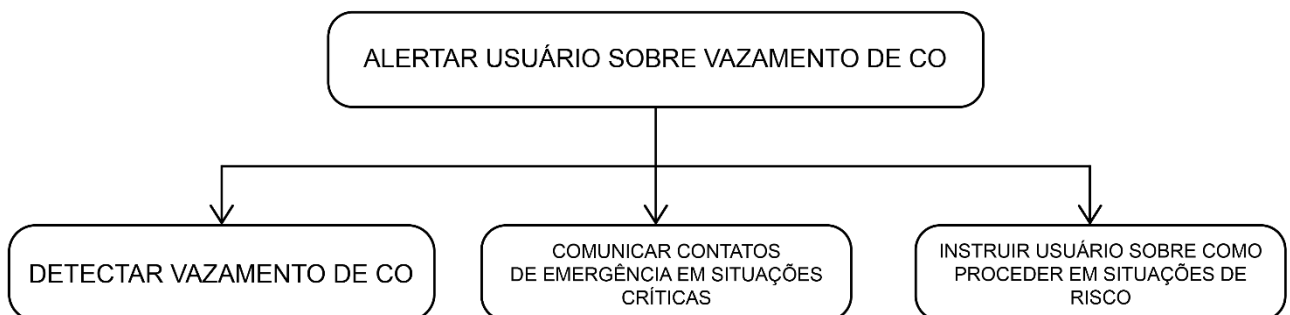 ALERTAR USUÁRIO SOBRE VAZAMENTO DE CO
DETECTAR VAZAMENTO DE CO
COMUNICAR CONTATOS
DE EMERGÊNCIA EM SITUAÇÕES
CRÍTICAS
INSTRUIR USUÁRIO SOBRE COMO
PROCEDER EM SITUAÇÕES DE
RISCO